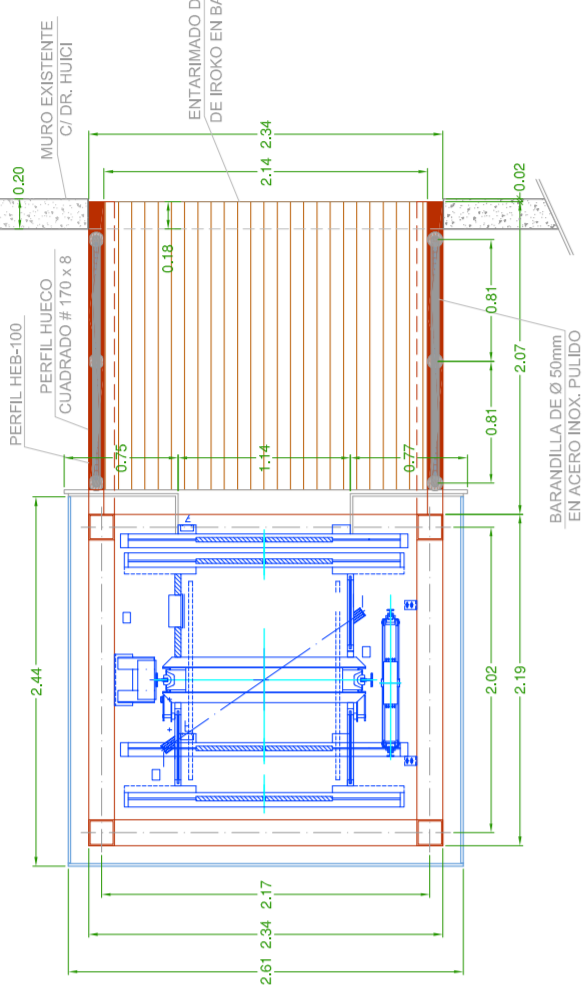 MURO EXISTENTE
C/ DR. HUICI
ENTARIMADO D
DE IROKO EN BA
PERFIL HEB-100
PERFIL HUECO
CUADRADO # 170 x 8
0.20
2.34
2.14
0.18
0.02
0.81
0.81
2.07
0.75
1.14
0.77
BARANDILLA DE Ø 50mm
EN ACERO INOX. PULIDO
2.44
2.02
2.19
2.17
2.34
2.61